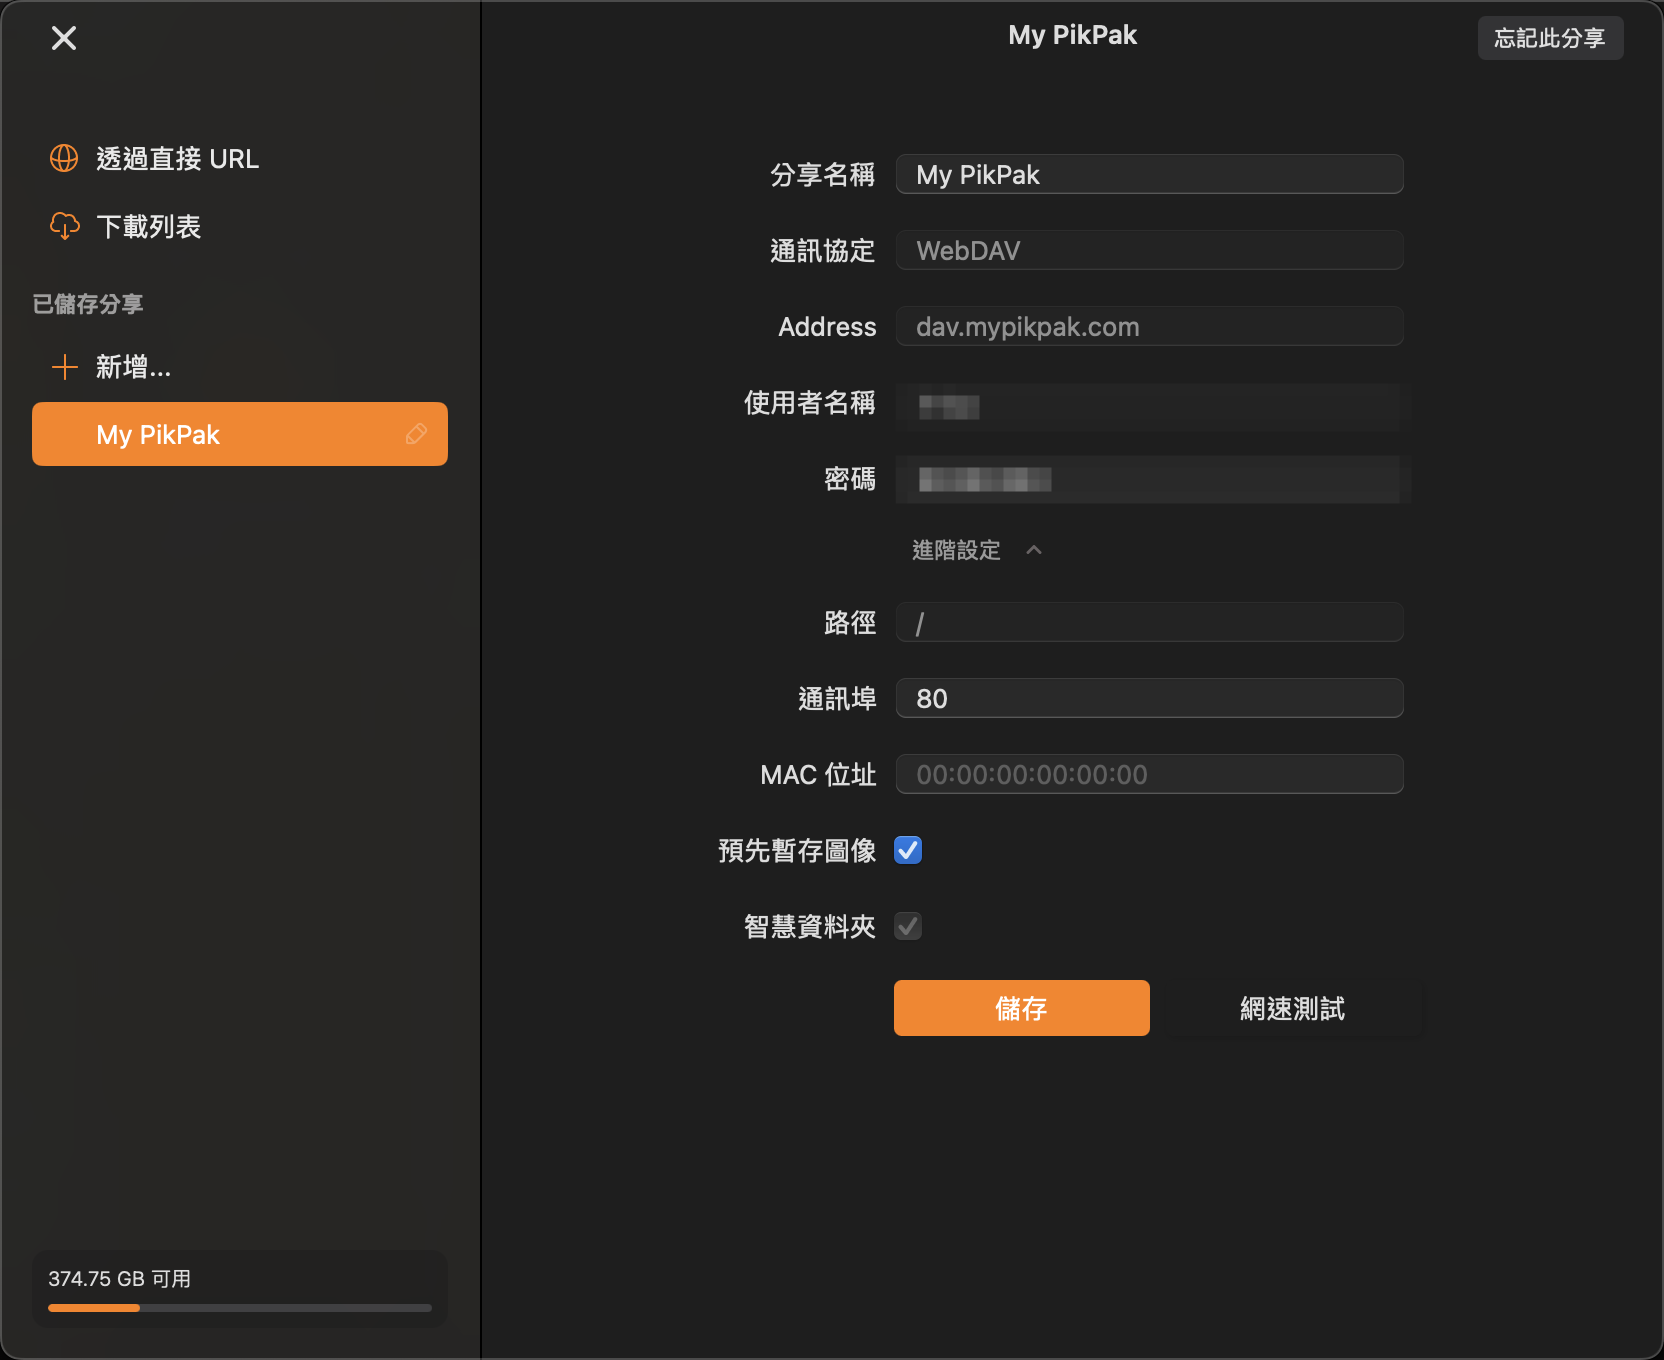 My PikPak
忘記此分享
透過直接 URL
下載列表
已儲存分享
新增...
My PikPak
分享名稱 My PikPak
通訊協定 WebDAV
Address dav.mypikpak.com
使用者名稱
密碼
進階設定
路徑 /
通訊埠 80
MAC 位址 00:00:00:00:00:00
預先暫存圖像
智慧資料夾
儲存 網速測試
374.75 GB 可用